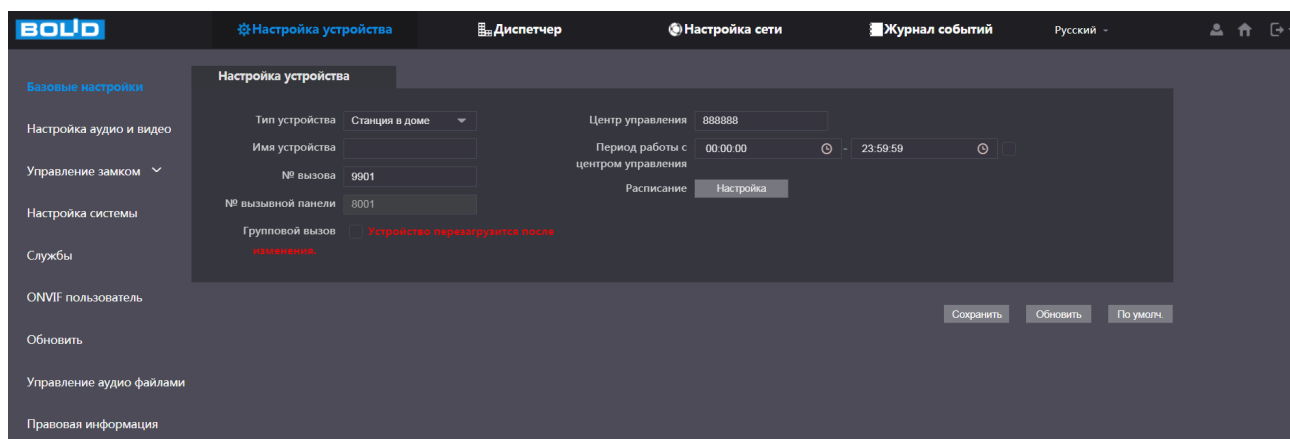 BOLID
Настройка устройства
Диспетчер
Настройка сети
Журнал событий
Русский
Базовые настройки
Настройка аудио и видео
Управление замком
Настройка системы
Службы
ONVIF пользователь
Обновить
Управление аудио файлами
Правовая информация
Настройка устройства
Тип устройства Станция в доме
Имя устройства
№ вызова 9901
№ вызывной панели 8001
Групповой вызов Устройство перезагрузится после
изменения.
Центр управления 888888
Период работы с 00:00:00 - 23:59:59
центром управления
Расписание Настройка
Сохранить Обновить По умолч.